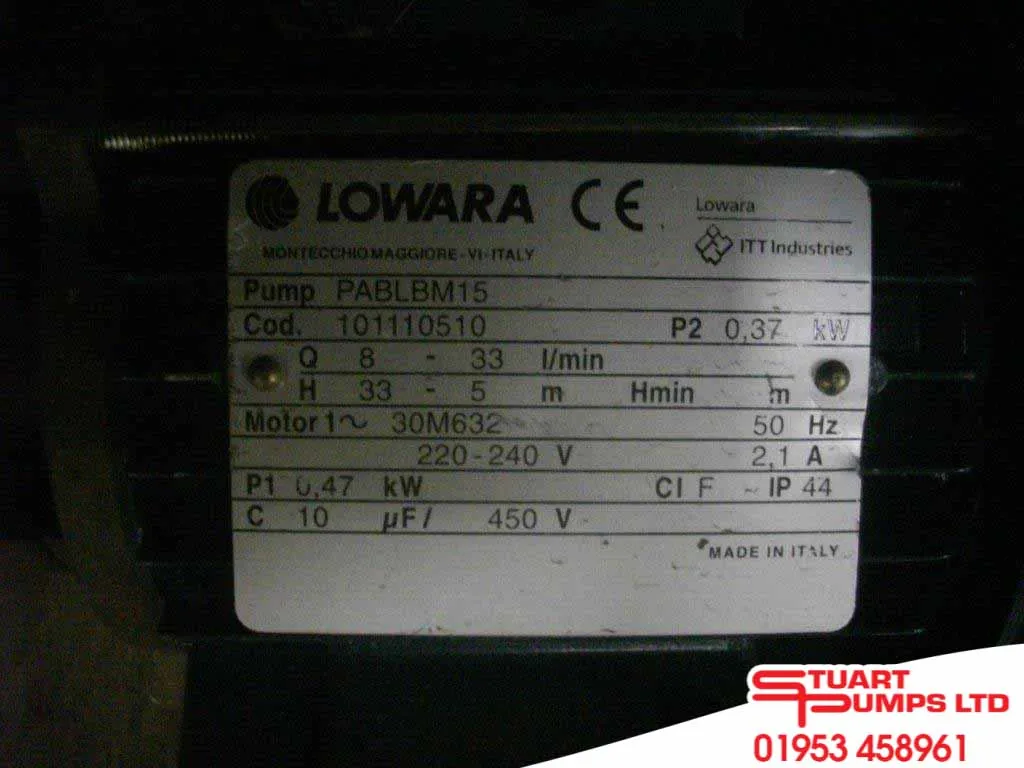 LOWARA CE Lowara
MONTECCHIO MAGGIORE - VI - ITALY ITT Industries
Pump PABLBM15
Cod. 101110510 P2 0,37 kW
Q 8 - 33 l/min
H 33 - 5 m Hmin m
Motor 1~ 30M632 50 Hz
220-240 V 2,1 A
P1 0,47 kW Cl F ~ IP 44
C 10 µF/ 450 V
MADE IN ITALY
STUART PUMPS LTD
01953 458961